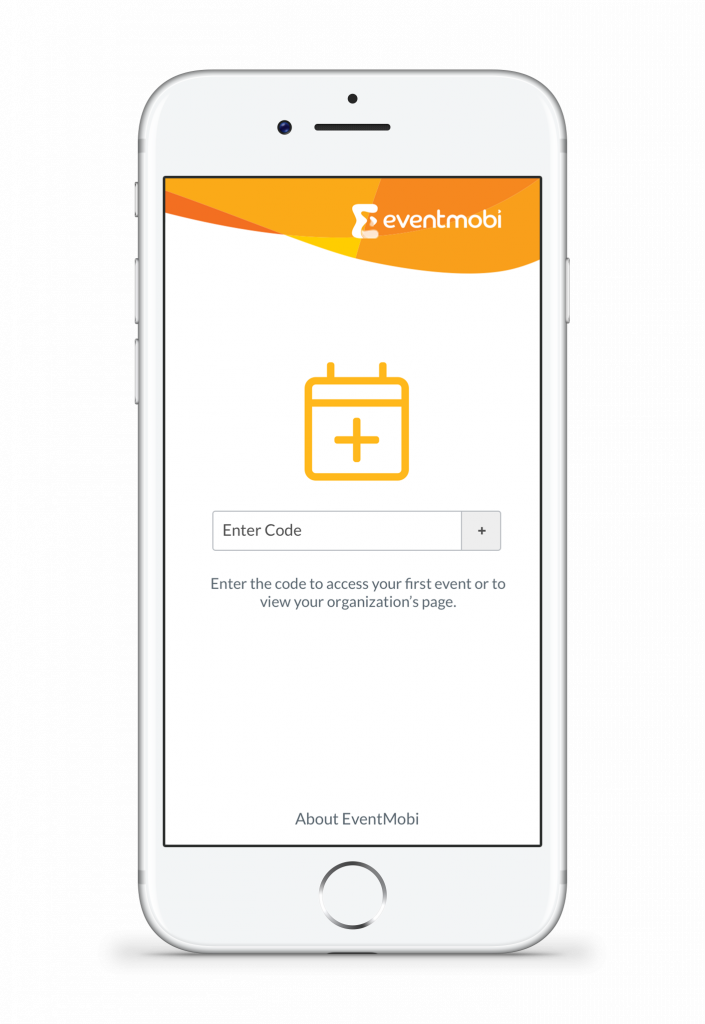 eventmobi
Enter Code
+
Enter the code to access your first event or to
view your organization's page.
About EventMobi